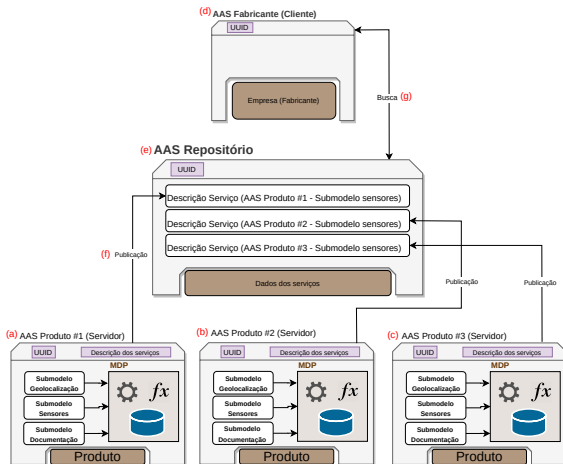 (d) AAS Fabricante (Cliente)
UUID
Empresa (Fabricante)
Busca (g)
(e) AAS Repositório
UUID
Descrição Serviço (AAS Produto #1 - Submodelo sensores)
Descrição Serviço (AAS Produto #2 - Submodelo sensores)
Descrição Serviço (AAS Produto #3 - Submodelo sensores)
Dados dos serviços
(f) Publicação
Publicação
Publicação
(a) AAS Produto #1 (Servidor)
UUID
Descrição dos serviços
MDP
Submodelo
Geolocalização
Submodelo
Sensores
Submodelo
Documentação
fx
Produto
(b) AAS Produto #2 (Servidor)
UUID
Descrição dos serviços
MDP
Submodelo
Geolocalização
Submodelo
Sensores
Submodelo
Documentação
fx
Produto
(c) AAS Produto #3 (Servidor)
UUID
Descrição dos serviços
MDP
Submodelo
Geolocalização
Submodelo
Sensores
Submodelo
Documentação
fx
Produto